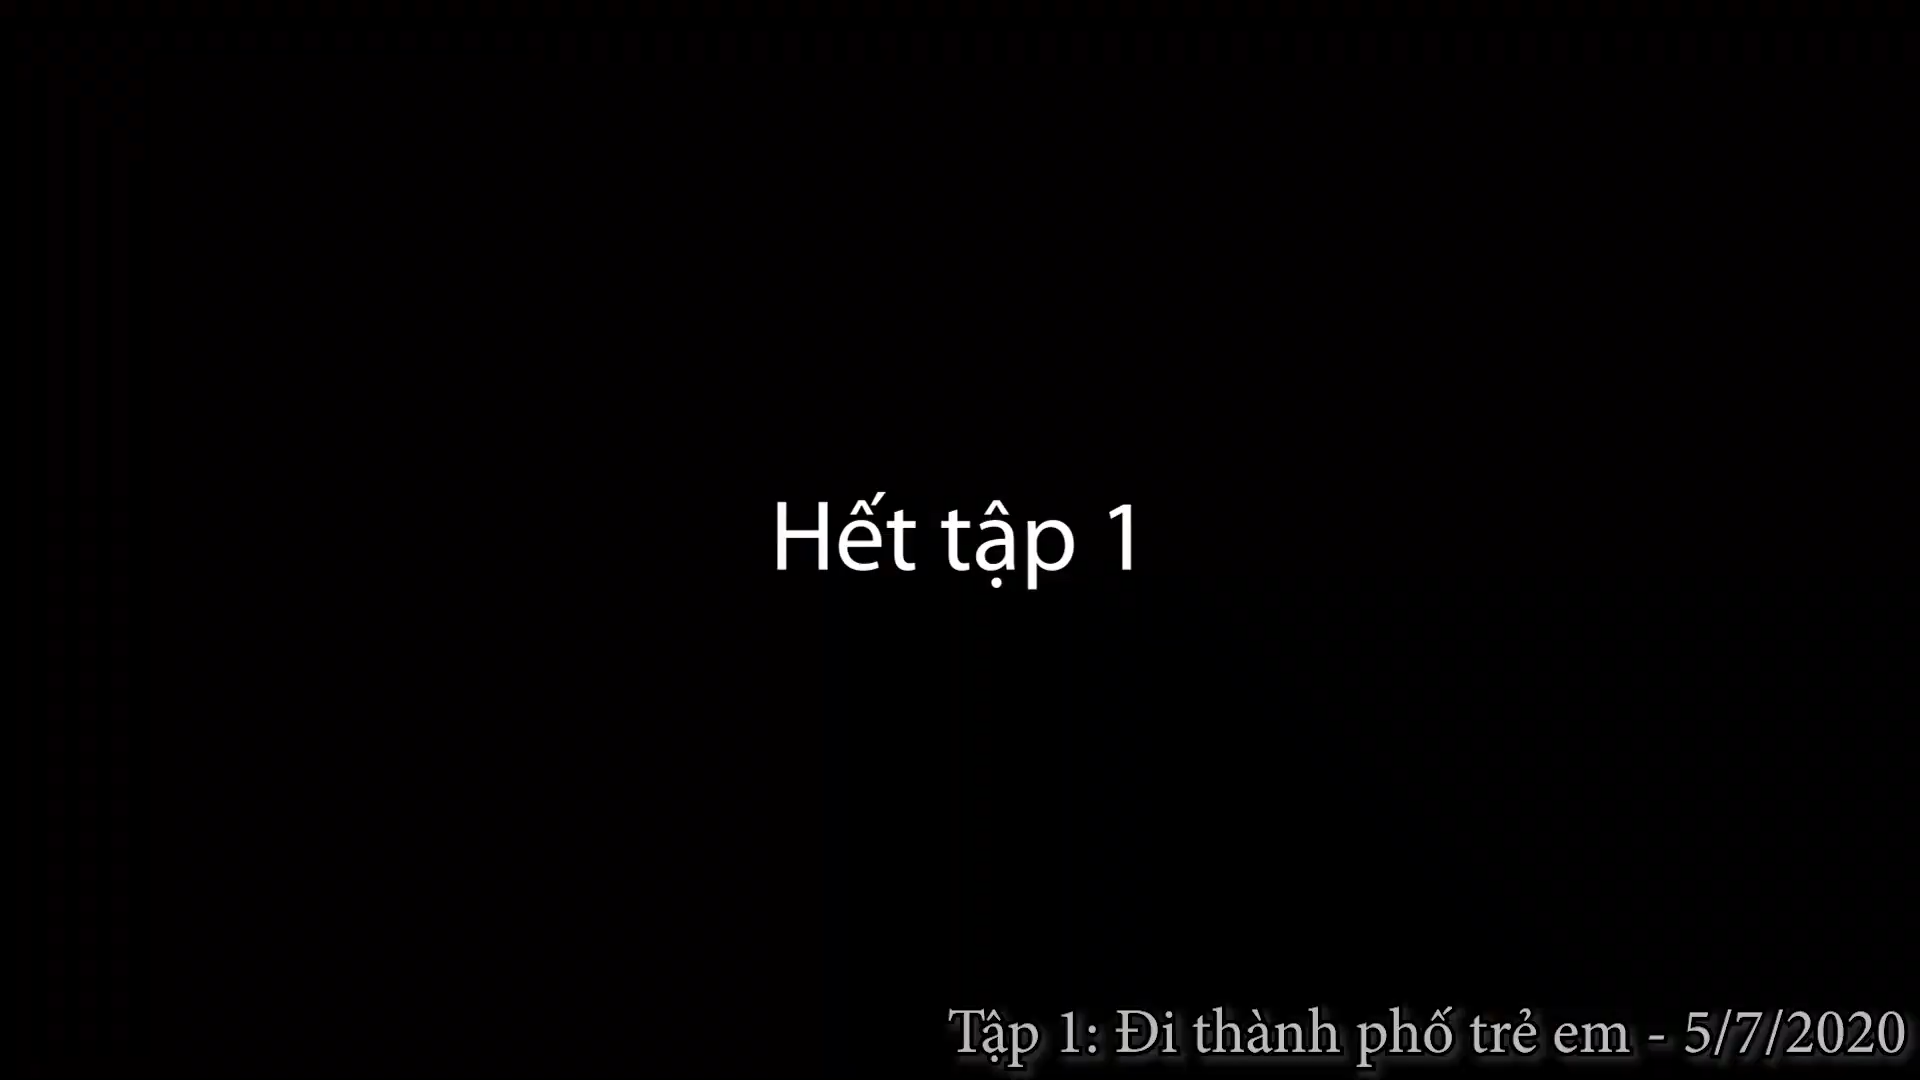 Hết tập 1
Tập 1: Đi thành phố trẻ em - 5/7/2020